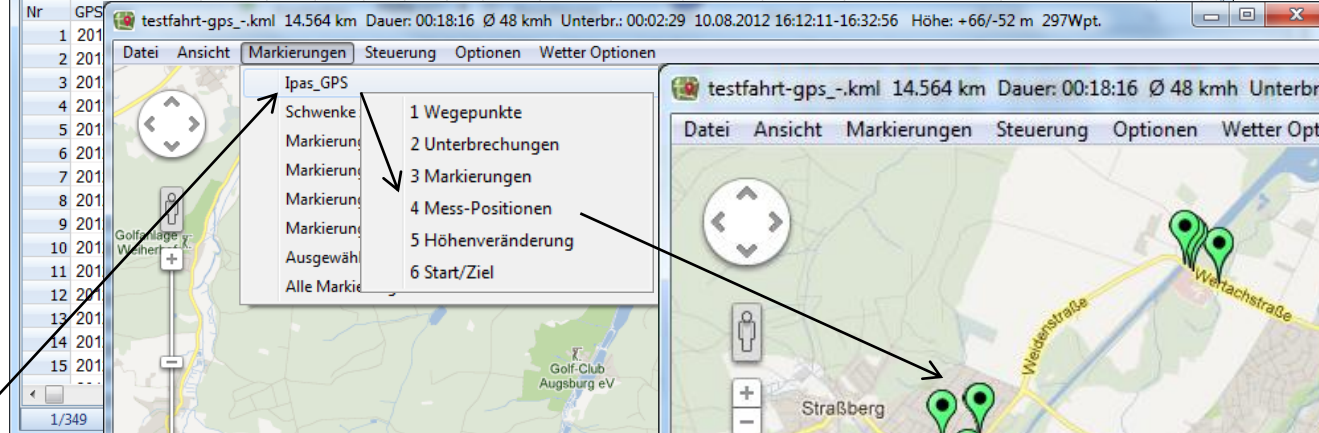 Nr GPS
testfahrt-gps_-.kml 14.564 km Dauer: 00:18:16 Ø 48 kmh Unterbr.: 00:02:29 10.08.2012 16:12:11-16:32:56 Höhe: +66/-52 m 297Wpt.
Datei Ansicht Markierungen Steuerung Optionen Wetter Optionen
1 201
2 201
3 201
4 201
5 201
6 201
7 201
8 201
9 201
10 201
11 201
12 201
13 201
14 201
15 201
1/349
Ipas_GPS
Schwenke
Markierung
Markierung
Markierung
Markierung
Ausgewähl
Alle Markie
1 Wegepunkte
2 Unterbrechungen
3 Markierungen
4 Mess-Positionen
5 Höhenveränderung
6 Start/Ziel
Golfanlage
Weiherhof
Golf-Club
Augsburg eV
testfahrt-gps_-.kml 14.564 km Dauer: 00:18:16 Ø 48 kmh Unterbr
Datei Ansicht Markierungen Steuerung Optionen Wetter Opt
Wertachstraße
Weidenstraße
Straßberg